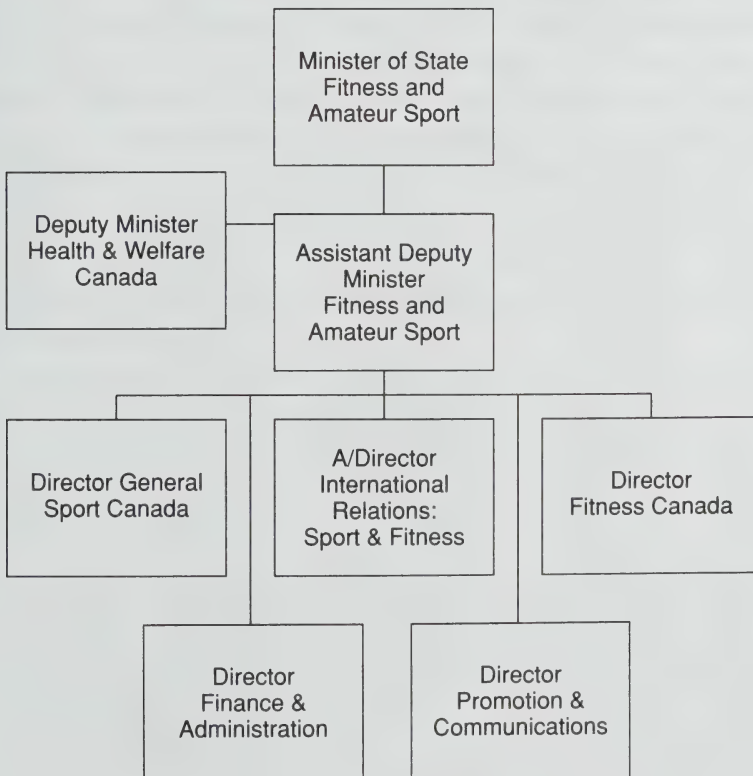 Minister of State
Fitness and
Amateur Sport
Deputy Minister
Health & Welfare
Canada
Assistant Deputy
Minister
Fitness and
Amateur Sport
Director General
Sport Canada
A/Director
International
Relations:
Sport & Fitness
Director
Fitness Canada
Director
Finance &
Administration
Director
Promotion &
Communications